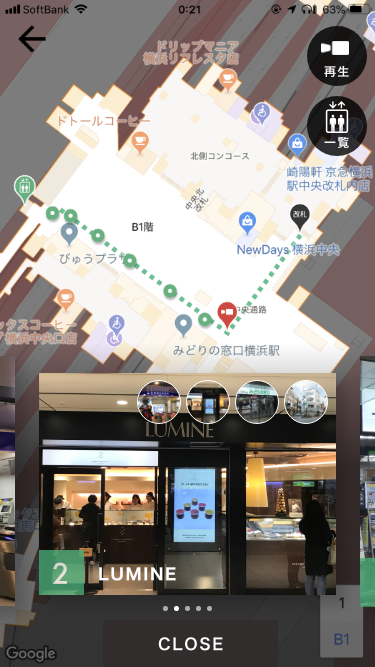 SoftBank
0:21
63%
再生
一覧
ドリップマニア
横浜リアレスタ店
ドトールコーヒー
北側コンコース
崎陽軒 京急横浜
駅中央改札内店
中央北
改札
改札
B1階
NewDays 横浜中央
びゅうプラザ
中央通路
みどりの窓口横浜駅
ックスコーヒー
横浜中央口店
LUMINE
2 LUMINE
1
B1
CLOSE
Google